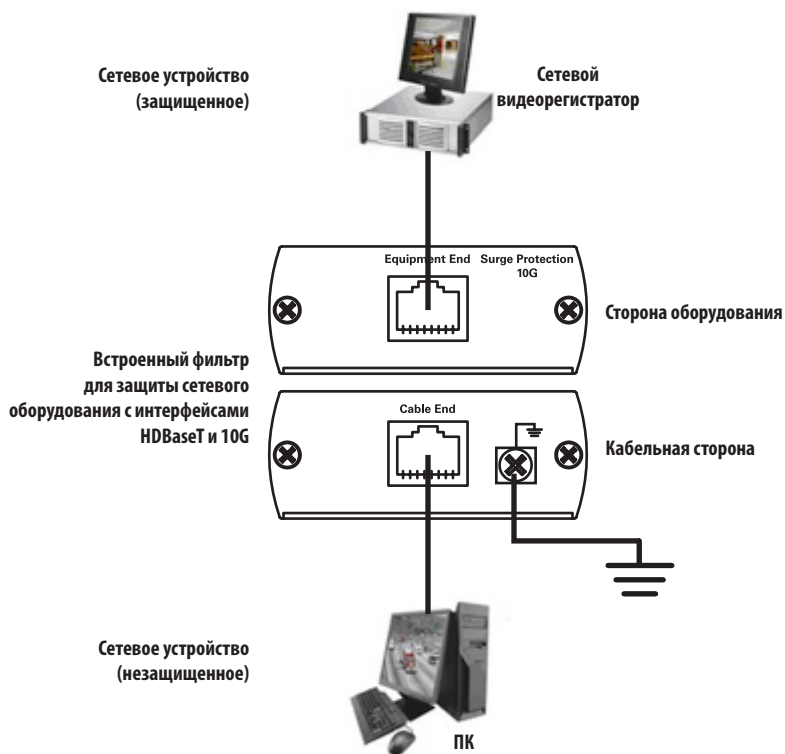 Сетевое устройство
(защищенное)
Сетевой
видеорегистратор
Equipment End
Surge Protection
10G
Сторона оборудования
Встроенный фильтр
для защиты сетевого
оборудования с интерфейсами
HDBaseT и 10G
Cable End
Кабельная сторона
Сетевое устройство
(незащищенное)
ПК